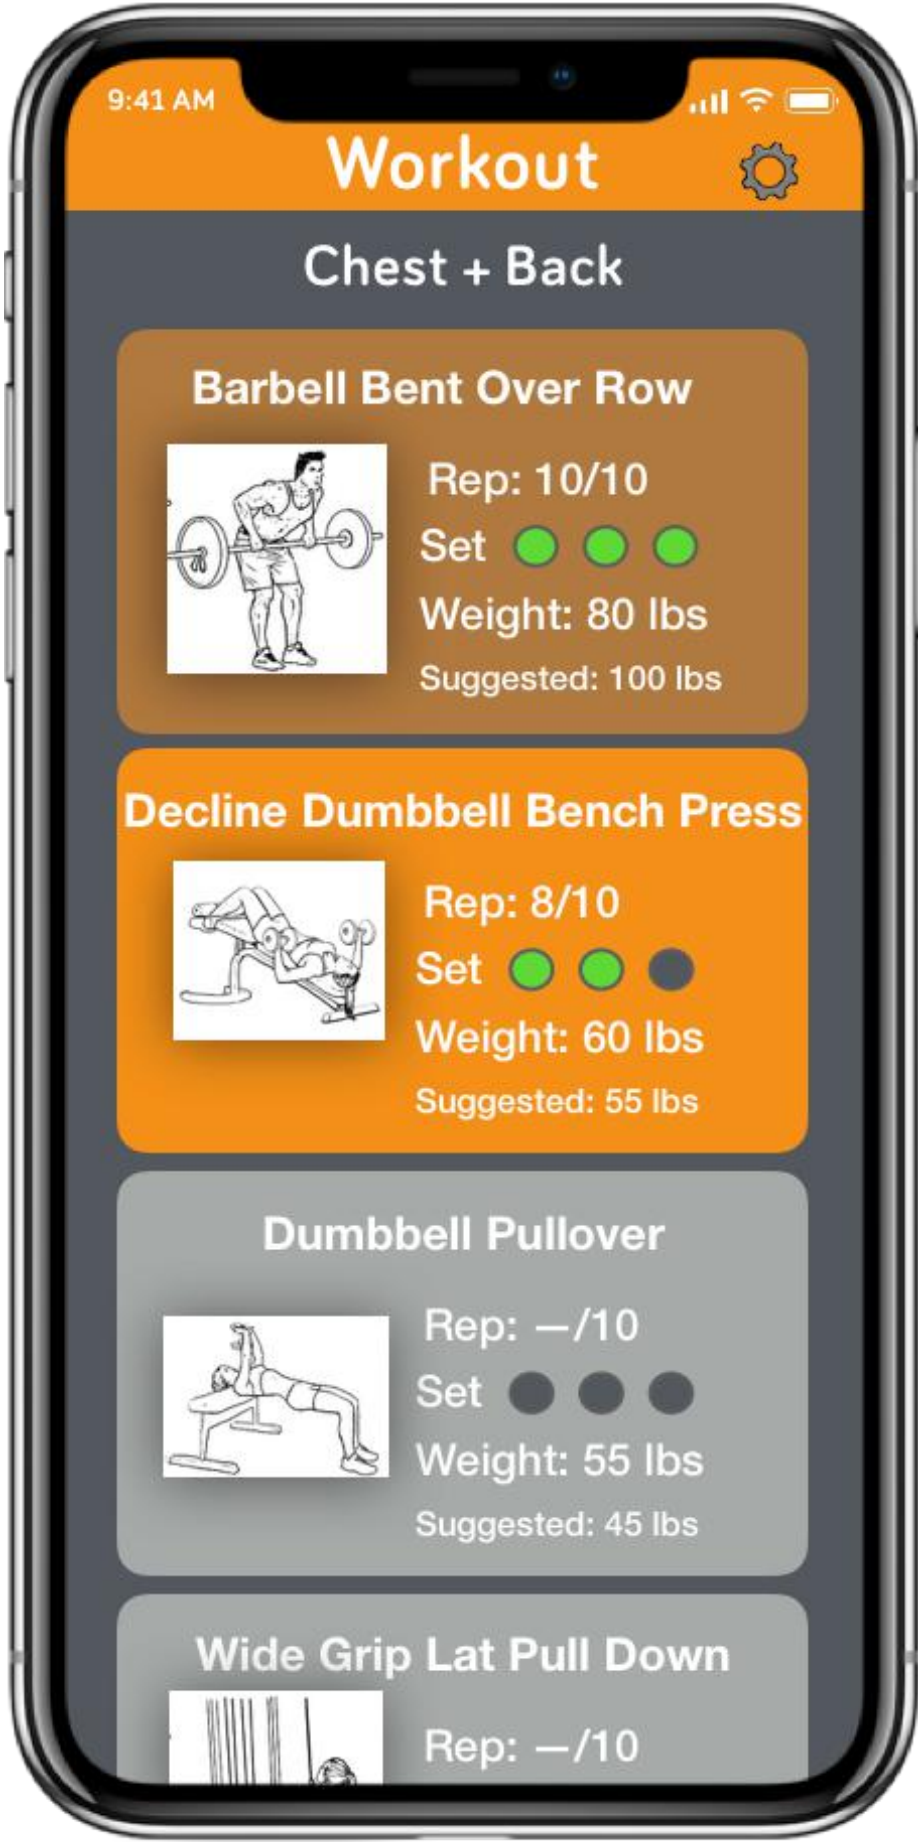 9:41 AM
Workout
Chest + Back
Barbell Bent Over Row
Rep: 10/10
Set
Weight: 80 lbs
Suggested: 100 lbs
Decline Dumbbell Bench Press
Rep: 8/10
Set
Weight: 60 lbs
Suggested: 55 lbs
Dumbbell Pullover
Rep: —/10
Set
Weight: 55 lbs
Suggested: 45 lbs
Wide Grip Lat Pull Down
Rep: —/10